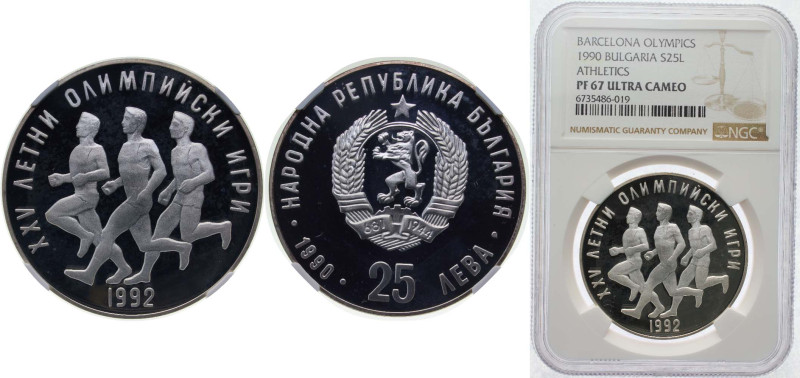 XXV ЛЕТНИ ОЛИМПИЙСКИ ИГРИ
1992
НАРОДНА РЕПУБЛИКА БЪЛГАРИЯ
681 1944
· 1990 · 25 ЛЕВА
BARCELONA OLYMPICS
1990 BULGARIA S25L
ATHLETICS
PF 67 ULTRA CAMEO
6735486-019
NUMISMATIC GUARANTY COMPANY NGC
XXV ЛЕТНИ ОЛИМПИЙСКИ ИГРИ
1992